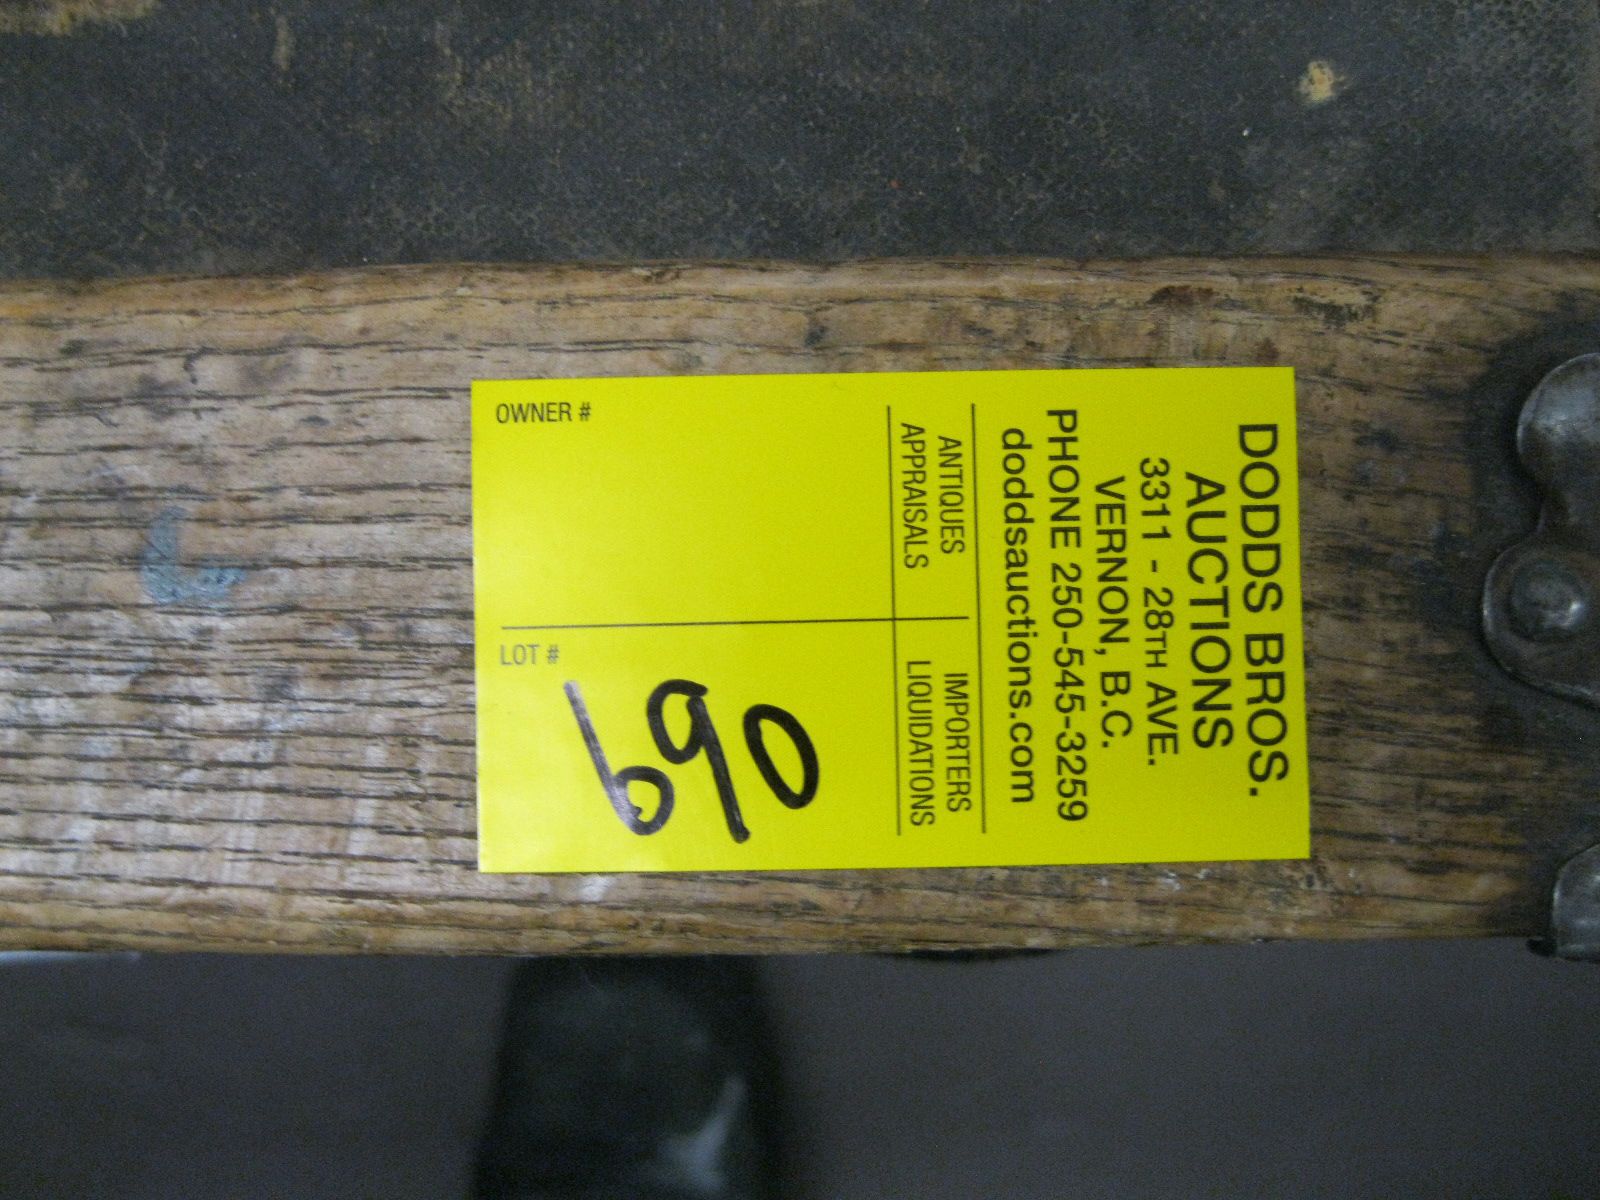 DODDS BROS.
AUCTIONS
3311 - 28TH AVE.
VERNON, B.C.
PHONE 250-545-3259
doddsauctions.com
ANTIQUES
APPRAISALS
IMPORTERS
LIQUIDATIONS
OWNER #
LOT #
690